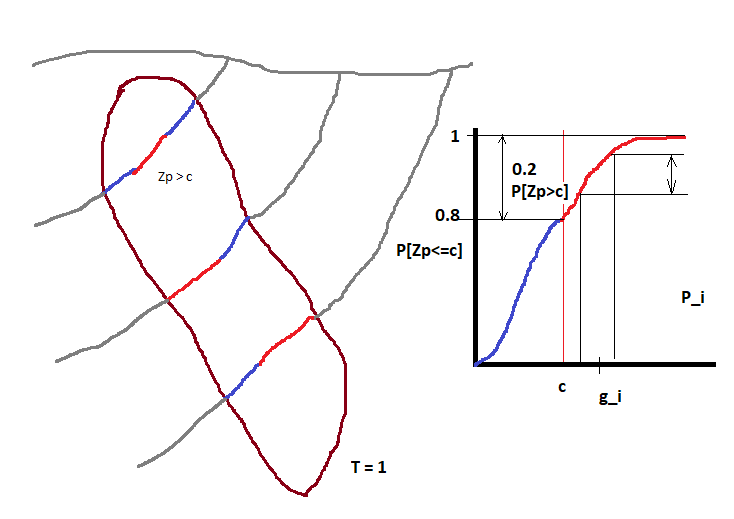 Zp > c
T = 1
1
0.2
P[Zp>c]
0.8
P[Zp<=c]
P_i
c
g_i